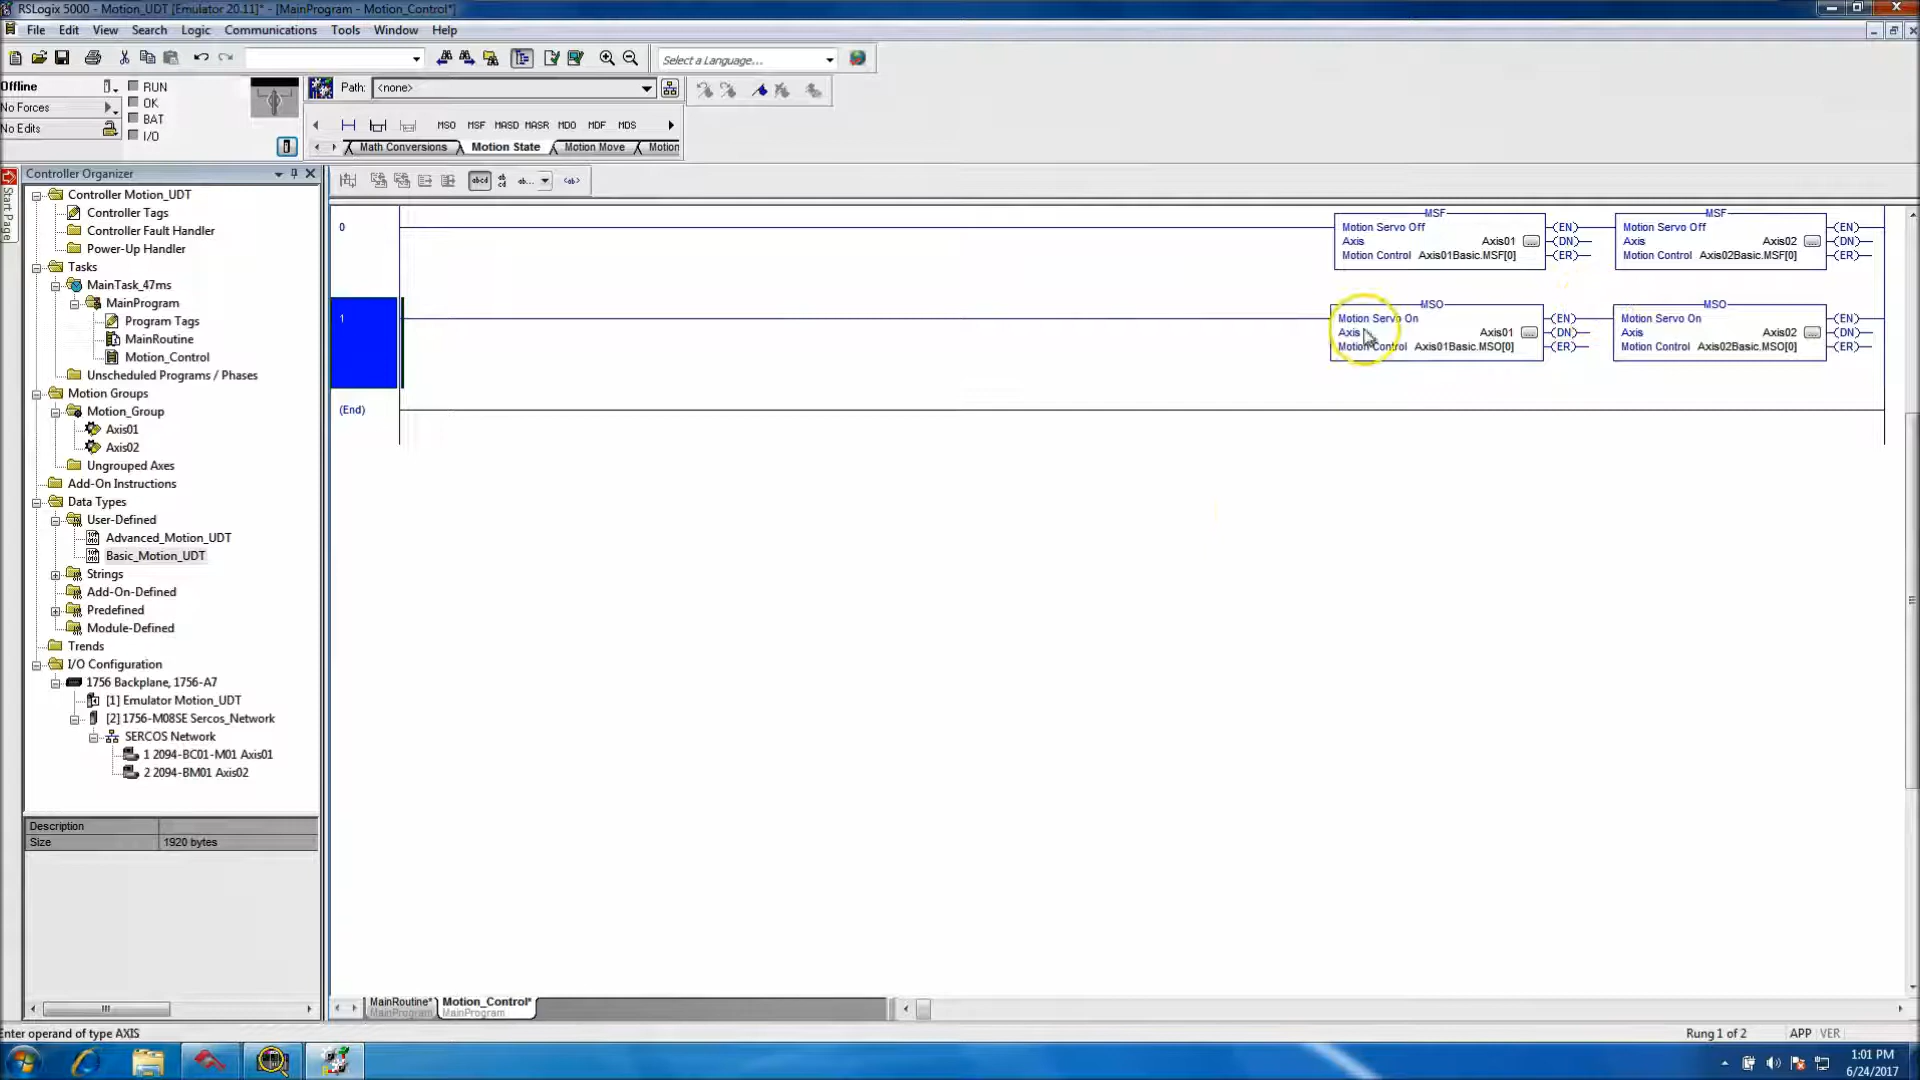 RSLogix 5000 - Motion_UDT [Emulator 20.11]* - [MainProgram - Motion_Control*]
File Edit View Search Logic Communications Tools Window Help
Select a Language...
Offline
RUN
Path: <none>
No Forces
OK
BAT
No Edits
I/O
MSO MSF MASD MASR MDO MDF MDS
Math Conversions Motion State Motion Move Motion
Start Page
Controller Organizer
Controller Motion_UDT
Controller Tags
Controller Fault Handler
Power-Up Handler
Tasks
MainTask_47ms
MainProgram
Program Tags
MainRoutine
Motion_Control
Unscheduled Programs / Phases
Motion Groups
Motion_Group
Axis01
Axis02
Ungrouped Axes
Add-On Instructions
Data Types
User-Defined
Advanced_Motion_UDT
Basic_Motion_UDT
Strings
Add-On-Defined
Predefined
Module-Defined
Trends
I/O Configuration
1756 Backplane, 1756-A7
[1] Emulator Motion_UDT
[2] 1756-M08SE Sercos_Network
SERCOS Network
1 2094-BC01-M01 Axis01
2 2094-BM01 Axis02
Description
Size 1920 bytes
abcd ab cd ab... <ab>
0
MSF
Motion Servo Off
Axis Axis01 ...
Motion Control Axis01Basic.MSF[0]
(EN)
(DN)
(ER)
MSF
Motion Servo Off
Axis Axis02 ...
Motion Control Axis02Basic.MSF[0]
(EN)
(DN)
(ER)
1
MSO
Motion Servo On
Axis Axis01 ...
Motion Control Axis01Basic.MSO[0]
(EN)
(DN)
(ER)
MSO
Motion Servo On
Axis Axis02 ...
Motion Control Axis02Basic.MSO[0]
(EN)
(DN)
(ER)
(End)
MainRoutine*
MainProgram
Motion_Control*
MainProgram
Enter operand of type AXIS
Rung 1 of 2 APP VER
1:01 PM
6/24/2017